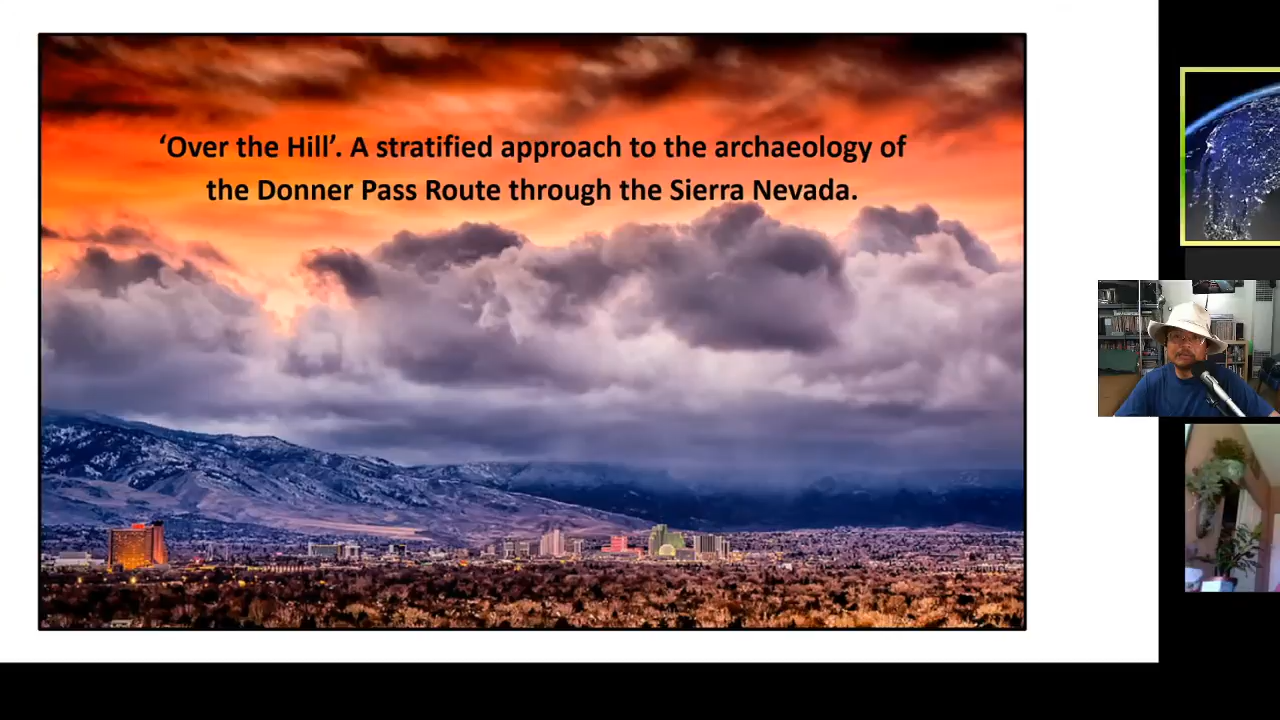 ‘Over the Hill’. A stratified approach to the archaeology of
the Donner Pass Route through the Sierra Nevada.